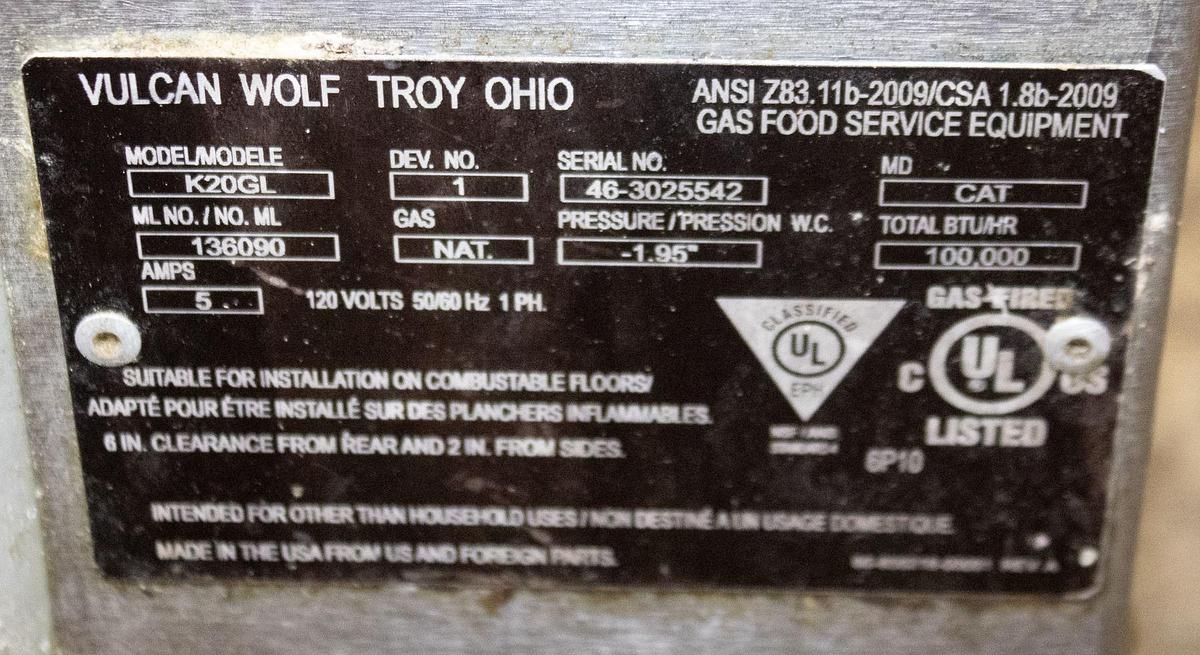 VULCAN WOLF TROY OHIO
ANSI Z83.11b-2009/CSA 1.8b-2009
GAS FOOD SERVICE EQUIPMENT
MODEL/MODELE DEV. NO. SERIAL NO. MD
K20GL 1 46-3025542 CAT
ML NO. / NO. ML GAS PRESSURE / PRESSION W.C. TOTAL BTU/HR
136090 NAT. -1.95" 100,000
AMPS
5 120 VOLTS 50/60 Hz 1 PH.
CLASSIFIED
UL
EPH
GAS-FIRED
C UL US
LISTED
6P10
SUITABLE FOR INSTALLATION ON COMBUSTABLE FLOORS/
ADAPTÉ POUR ÊTRE INSTALLÉ SUR DES PLANCHERS INFLAMMABLES.
6 IN. CLEARANCE FROM REAR AND 2 IN. FROM SIDES.
INTENDED FOR OTHER THAN HOUSEHOLD USES / NON DESTINÉ A UN USAGE DOMESTIQUE.
MADE IN THE USA FROM US AND FOREIGN PARTS.
REV A